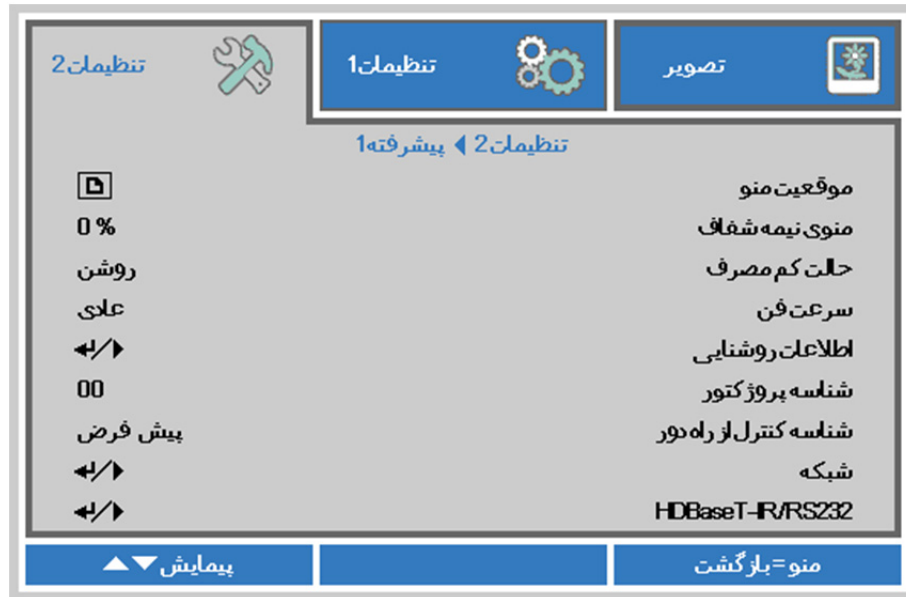 تصویر
تنظیمات1
تنظیمات2
تنظیمات2 ◀ پیشرفته1
موقعیت منو
منوی نیمه شفاف 0 %
حالت کم مصرف روشن
سرعت فن عادی
اطلاعات روشنایی ↵/▶
شناسه پروژکتور 00
شناسه کنترل از راه دور پیش فرض
شبکه ↵/▶
HDBaseT-IR/RS232 ↵/▶
منو=بازگشت
پیمایش▼▲